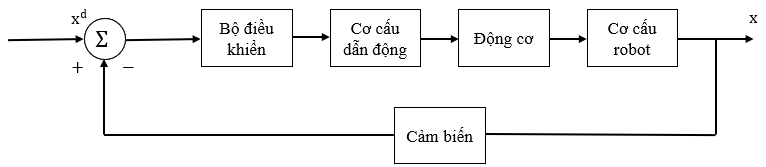 x^d
x
Σ
+
−
Bộ điều
khiển
Cơ cấu
dẫn động
Động cơ
Cơ cấu
robot
Cảm biến